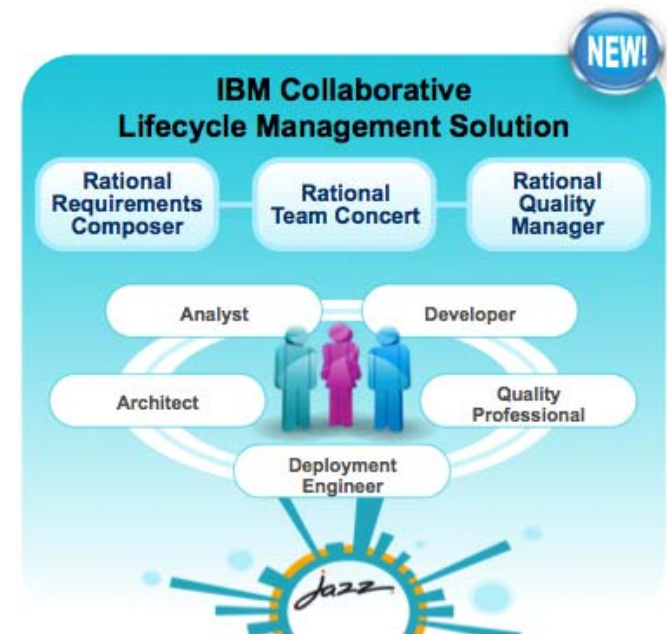 NEW!
IBM Collaborative
Lifecycle Management Solution
Rational
Requirements
Composer
Rational
Team Concert
Rational
Quality
Manager
Analyst
Developer
Architect
Quality
Professional
Deployment
Engineer
jazz